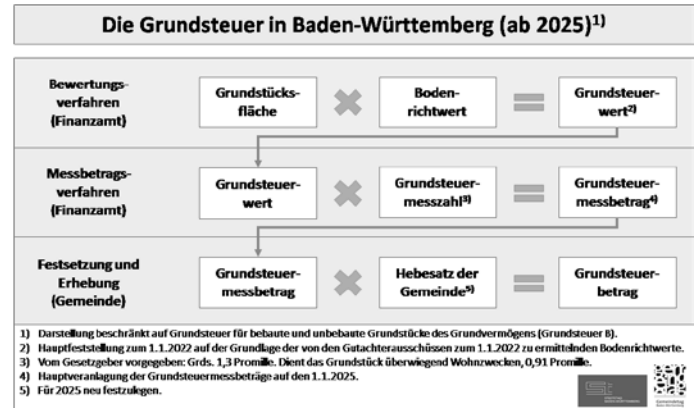 Die Grundsteuer in Baden-Württemberg (ab 2025)1)
Bewertungs-
verfahren
(Finanzamt)
Grundstücks-
fläche
Boden-
richtwert
Grundsteuer-
wert2)
Messbetrags-
verfahren
(Finanzamt)
Grundsteuer-
wert
Grundsteuer-
messzahl3)
Grundsteuer-
messbetrag4)
Festsetzung und
Erhebung
(Gemeinde)
Grundsteuer-
messbetrag
Hebesatz der
Gemeinde5)
Grundsteuer-
betrag
1) Darstellung beschränkt auf Grundsteuer für bebaute und unbebaute Grundstücke des Grundvermögens (Grundsteuer B).
2) Hauptfeststellung zum 1.1.2022 auf der Grundlage der von den Gutachterausschüssen zum 1.1.2022 zu ermittelnden Bodenrichtwerte.
3) Vom Gesetzgeber vorgegeben: Grds. 1,3 Promille. Dient das Grundstück überwiegend Wohnzwecken, 0,91 Promille.
4) Hauptveranlagung der Grundsteuermessbeträge auf den 1.1.2025.
5) Für 2025 neu festzulegen.
Gemeindetag